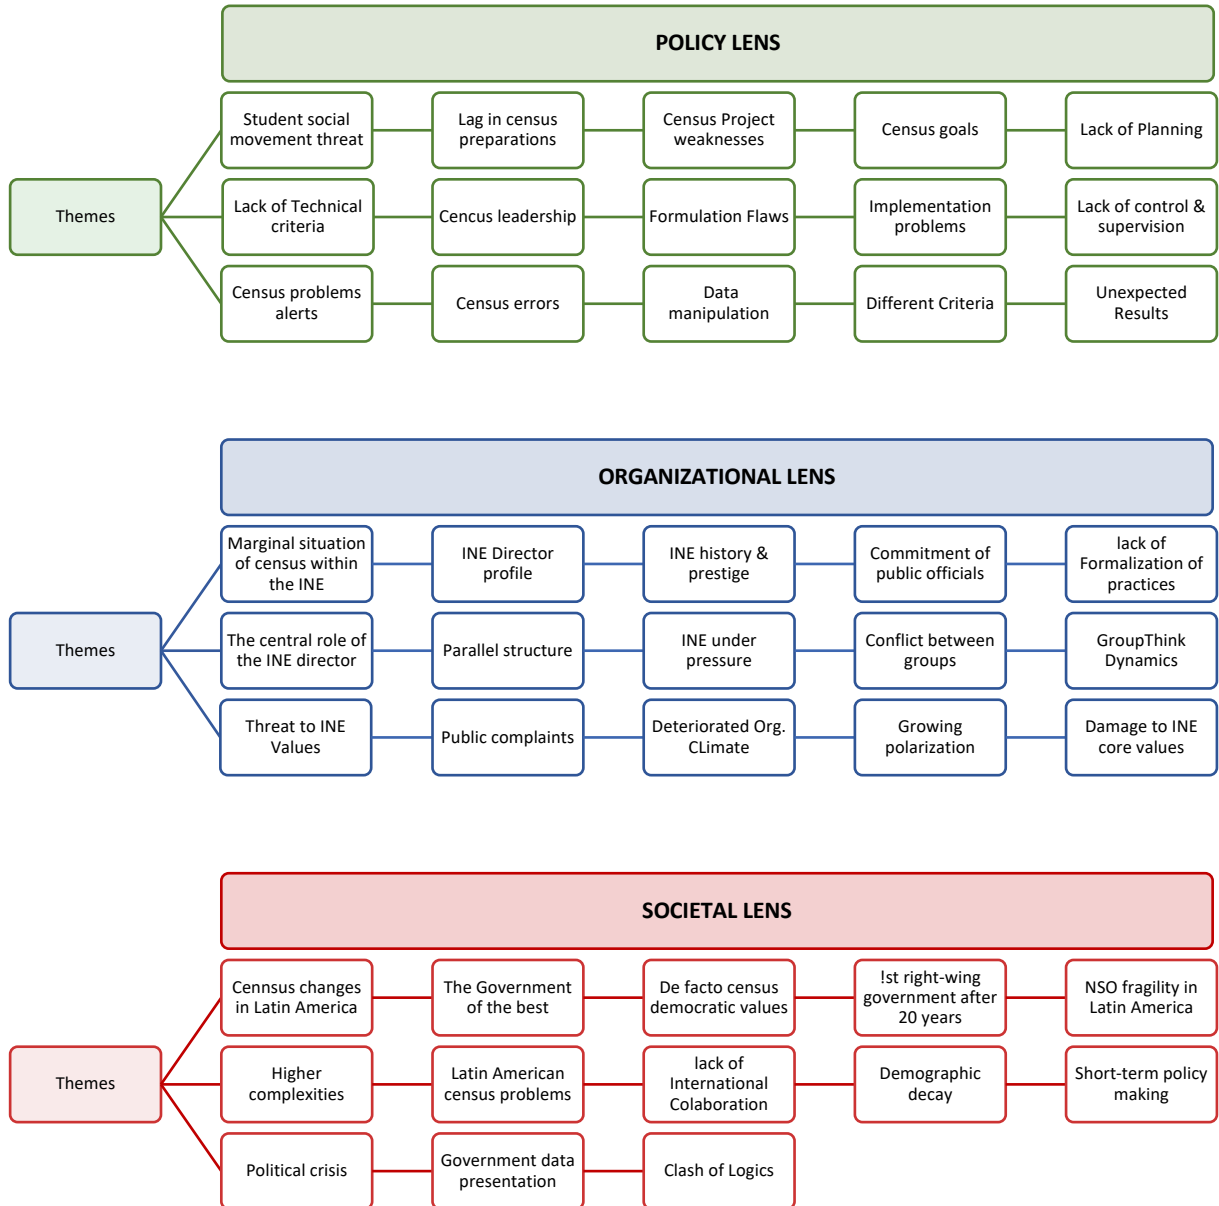 POLICY LENS
Student social
movement threat
Lag in census
preparations
Census Project
weaknesses
Census goals
Lack of Planning
Themes
Lack of Technical
criteria
Cencus leadership
Formulation Flaws
Implementation
problems
Lack of control &
supervision
Census problems
alerts
Census errors
Data
manipulation
Different Criteria
Unexpected
Results
ORGANIZATIONAL LENS
Marginal situation
of census within
the INE
INE Director
profile
INE history &
prestige
Commitment of
public officials
lack of
Formalization of
practices
Themes
The central role of
the INE director
Parallel structure
INE under
pressure
Conflict between
groups
GroupThink
Dynamics
Threat to INE
Values
Public complaints
Deteriorated Org.
CLimate
Growing
polarization
Damage to INE
core values
SOCIETAL LENS
Cennsus changes
in Latin America
The Government
of the best
De facto census
democratic values
!st right-wing
government after
20 years
NSO fragility in
Latin America
Themes
Higher
complexities
Latin American
census problems
lack of
International
Colaboration
Demographic
decay
Short-term policy
making
Political crisis
Government data
presentation
Clash of Logics